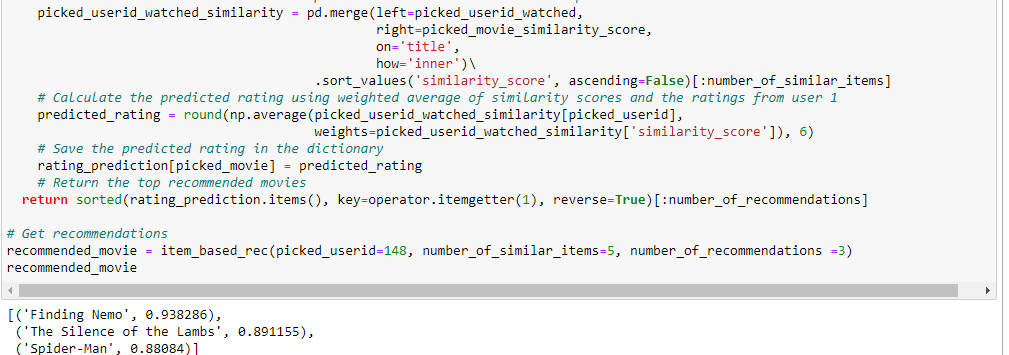 picked_userid_watched_similarity = pd.merge(left=picked_userid_watched,
right=picked_movie_similarity_score,
on='title',
how='inner')\
.sort_values('similarity_score', ascending=False)[:number_of_similar_items]
# Calculate the predicted rating using weighted average of similarity scores and the ratings from user 1
predicted_rating = round(np.average(picked_userid_watched_similarity[picked_userid],
weights=picked_userid_watched_similarity['similarity_score']), 6)
# Save the predicted rating in the dictionary
rating_prediction[picked_movie] = predicted_rating
# Return the top recommended movies
return sorted(rating_prediction.items(), key=operator.itemgetter(1), reverse=True)[:number_of_recommendations]
# Get recommendations
recommended_movie = item_based_rec(picked_userid=148, number_of_similar_items=5, number_of_recommendations =3)
recommended_movie
[('Finding Nemo', 0.938286),
('The Silence of the Lambs', 0.891155),
('Spider-Man', 0.88084)]